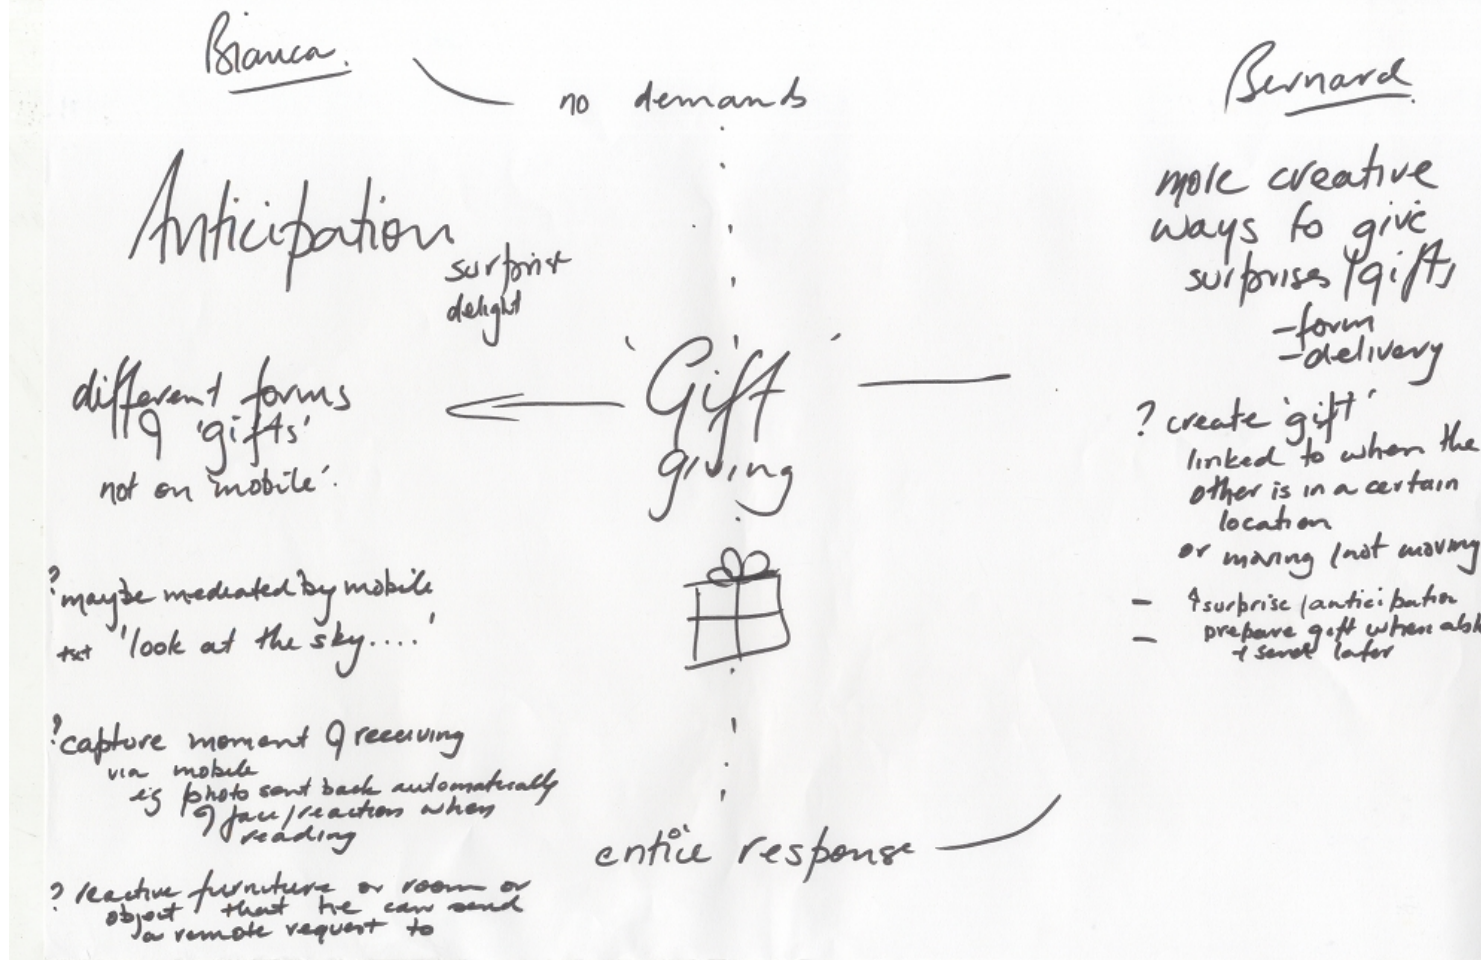 Bianca.
no demands
Anticipation
surprise
delight
different forms
of 'gifts'
not on 'mobile'.
? maybe mediated by mobile
txt 'look at the sky....'
? capture moment of receiving
via mobile
eg photo sent back automatically
of face/reaction when
reading
? reactive furniture or room or
object that he can send
a remote request to
'Gift'
giving
entice response
Bernard
more creative
ways to give
surprises/gifts
- form
- delivery
? create 'gift'
linked to when the
other is in a certain
location
or moving/not moving
- ↑ surprise/anticipation
- prepare gift when able
+ send later